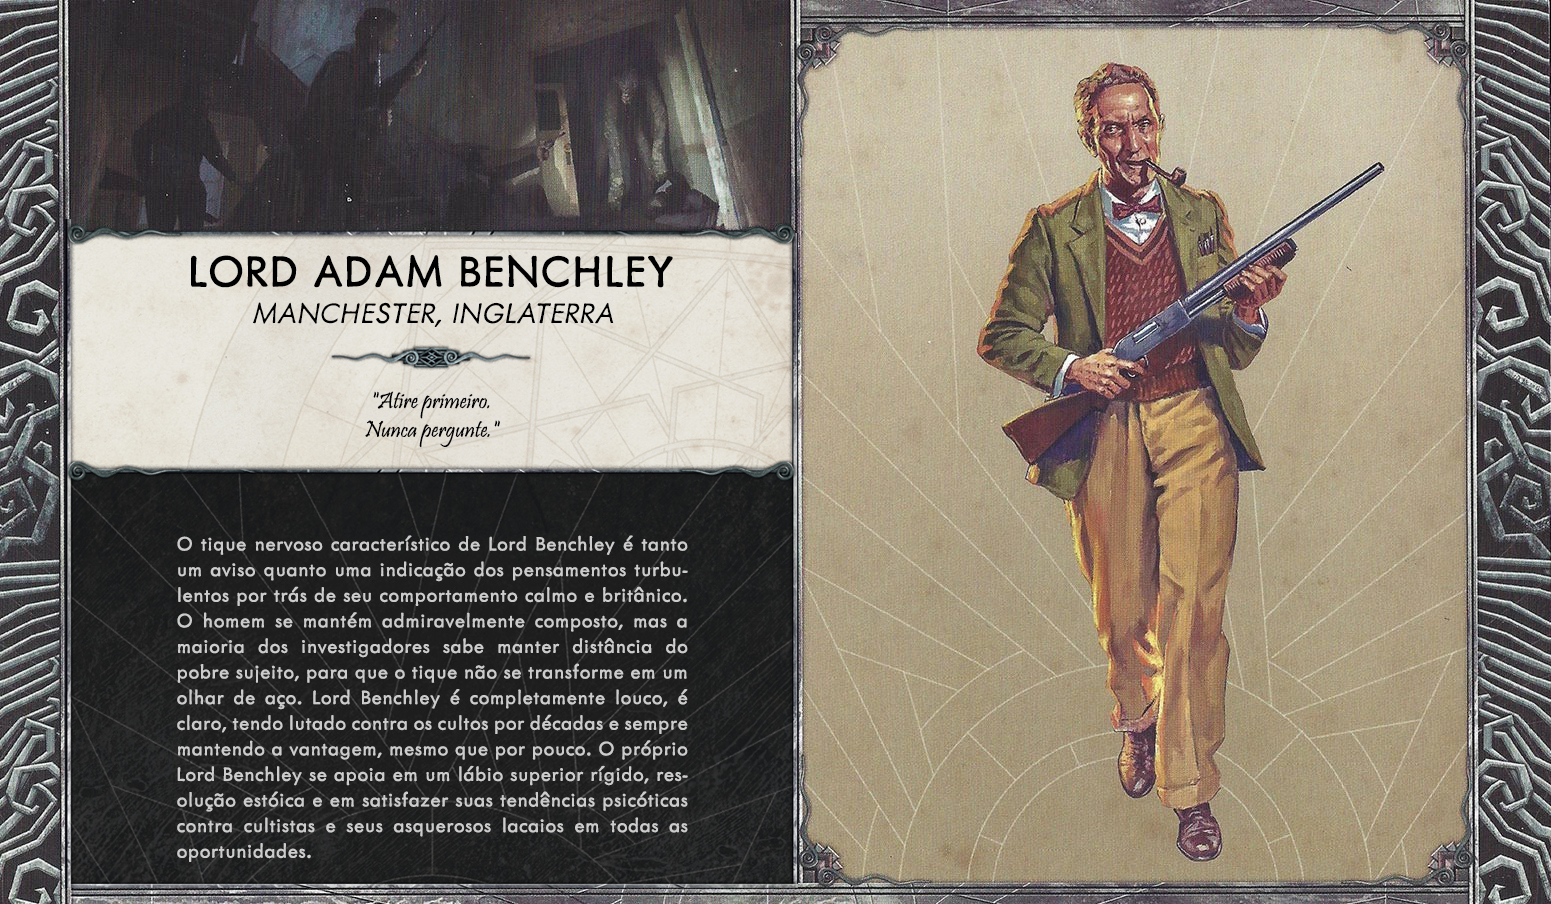 LORD ADAM BENCHLEY
MANCHESTER, INGLATERRA
"Atire primeiro.
Nunca pergunte."
O tique nervoso característico de Lord Benchley é tanto
um aviso quanto uma indicação dos pensamentos turbu-
lentos por trás de seu comportamento calmo e britânico.
O homem se mantém admiravelmente composto, mas a
maioria dos investigadores sabe manter distância do
pobre sujeito, para que o tique não se transforme em um
olhar de aço. Lord Benchley é completamente louco, é
claro, tendo lutado contra os cultos por décadas e sempre
mantendo a vantagem, mesmo que por pouco. O próprio
Lord Benchley se apoia em um lábio superior rígido, res-
olução estóica e em satisfazer suas tendências psicóticas
contra cultistas e seus asquerosos lacaios em todas as
oportunidades.